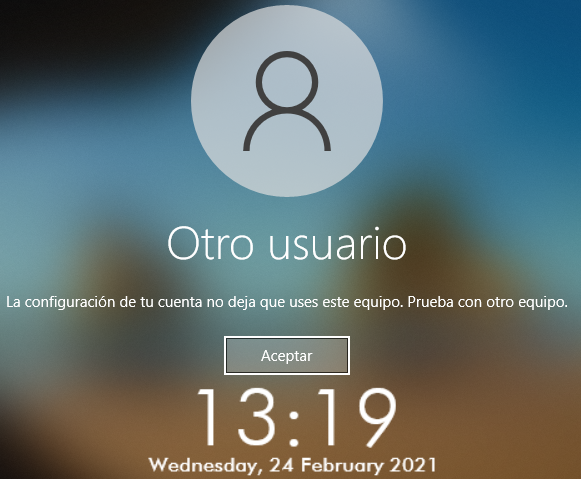 Otro usuario
La configuración de tu cuenta no deja que uses este equipo. Prueba con otro equipo.
Aceptar
13:19
Wednesday, 24 February 2021